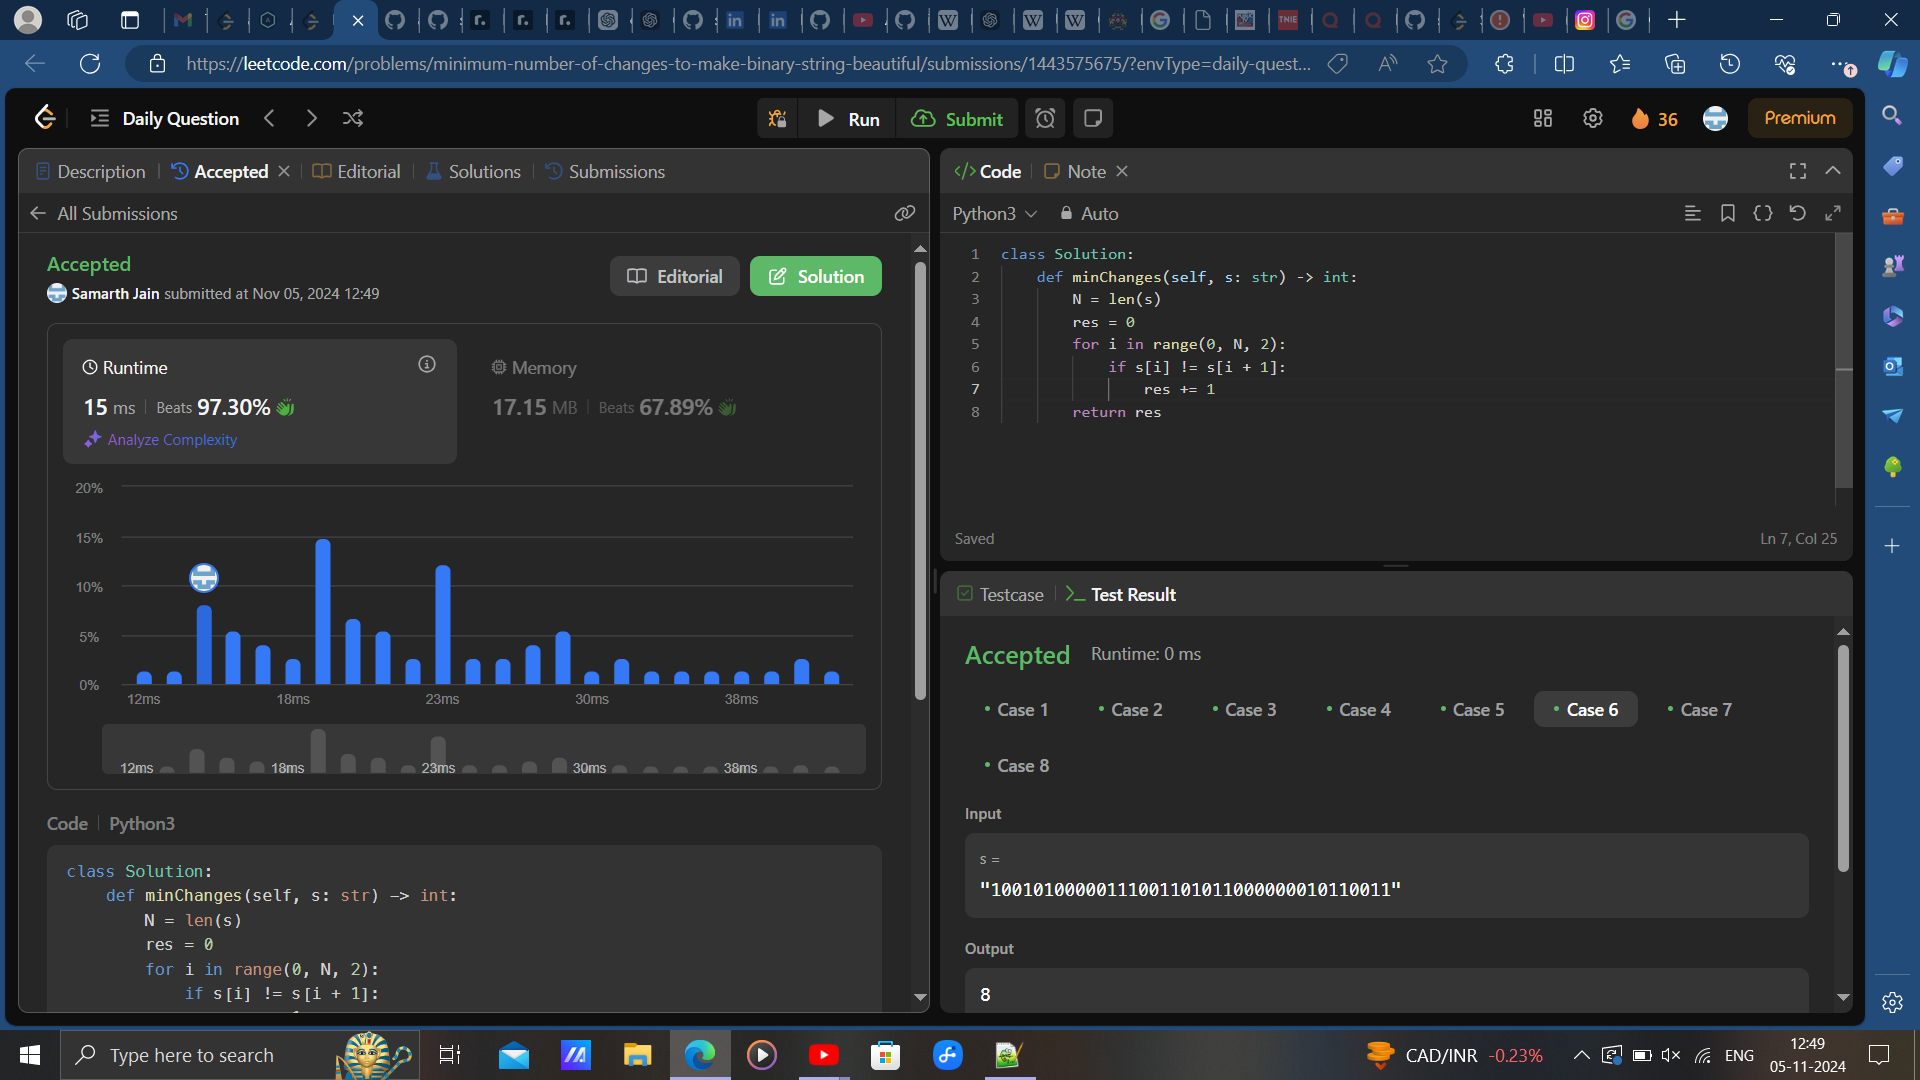 https://leetcode.com/problems/minimum-number-of-changes-to-make-binary-string-beautiful/submissions/1443575675/?envType=daily-quest...
Daily Question
Run
Submit
36
Premium
Description
Accepted
Editorial
Solutions
Submissions
All Submissions
Accepted
Samarth Jain submitted at Nov 05, 2024 12:49
Editorial
Solution
Runtime
15 ms
Beats 97.30%
Analyze Complexity
Memory
17.15 MB
Beats 67.89%
20%
15%
10%
5%
0%
12ms 18ms 23ms 30ms 38ms
12ms 18ms 23ms 30ms 38ms
Code
Python3
class Solution:
def minChanges(self, s: str) -> int:
N = len(s)
res = 0
for i in range(0, N, 2):
if s[i] != s[i + 1]:
Code
Note
Python3
Auto
1 class Solution:
2 def minChanges(self, s: str) -> int:
3 N = len(s)
4 res = 0
5 for i in range(0, N, 2):
6 if s[i] != s[i + 1]:
7 res += 1
8 return res
Saved
Ln 7, Col 25
Testcase
Test Result
Accepted
Runtime: 0 ms
Case 1
Case 2
Case 3
Case 4
Case 5
Case 6
Case 7
Case 8
Input
s =
Output
8
Type here to search
CAD/INR -0.23%
ENG
12:49
05-11-2024